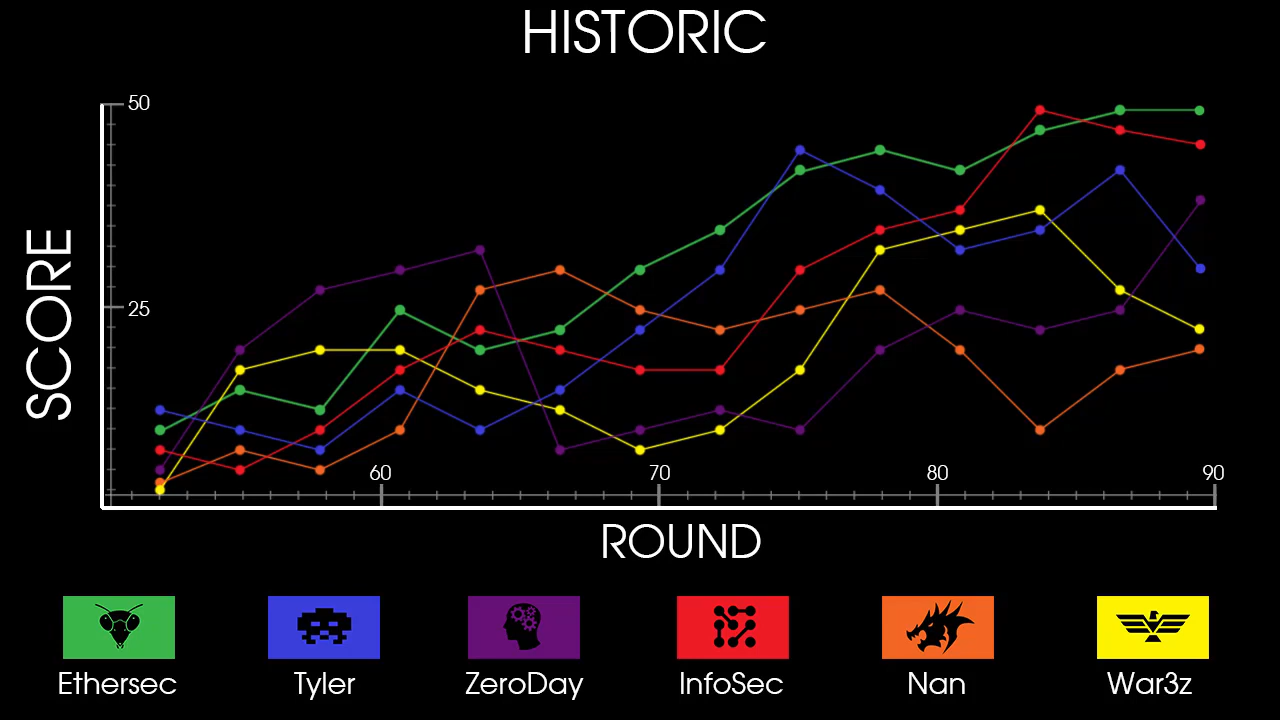 HISTORIC
50
SCORE
25
60 70 80 90
ROUND
Ethersec Tyler ZeroDay InfoSec Nan War3z